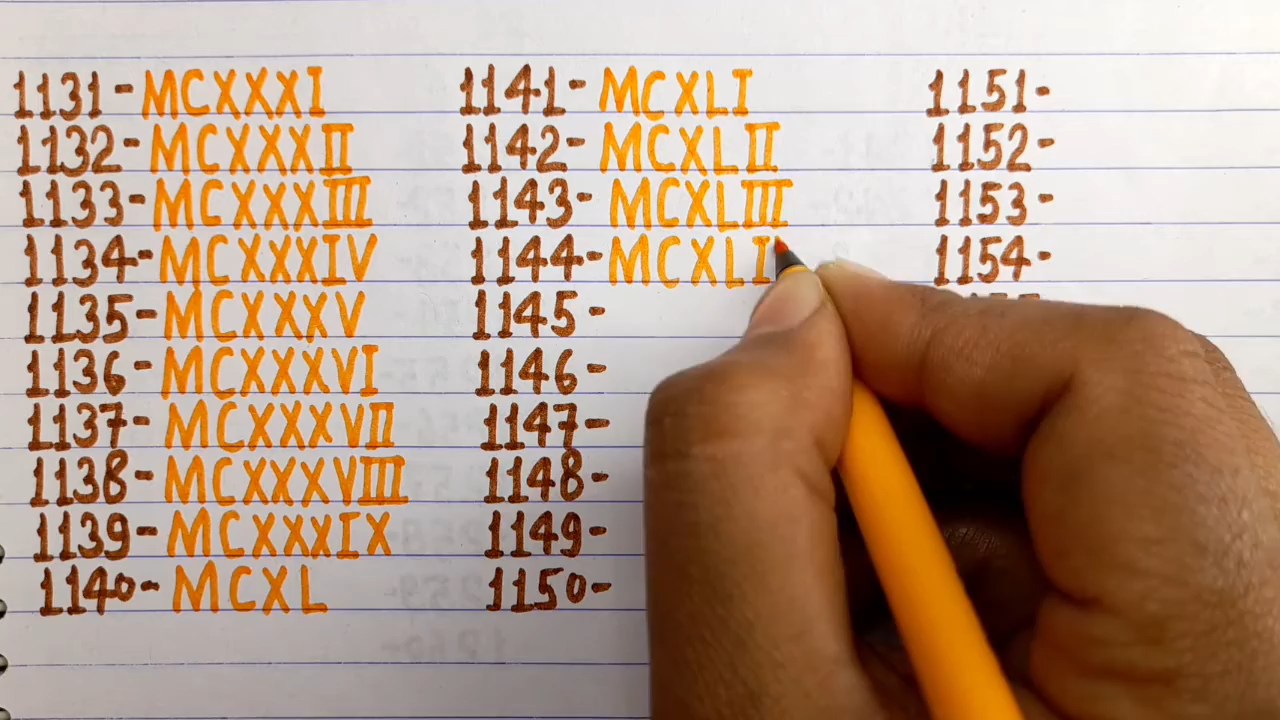 1131- MCXXXI
1132- MCXXXII
1133- MCXXXIII
1134- MCXXXIV
1135- MCXXXV
1136- MCXXXVI
1137- MCXXXVII
1138- MCXXXVIII
1139- MCXXXIX
1140- MCXL
1141- MCXLI
1142- MCXLII
1143- MCXLIII
1144- MCXLI
1145-
1146-
1147-
1148-
1149-
1150-
1151-
1152-
1153-
1154-